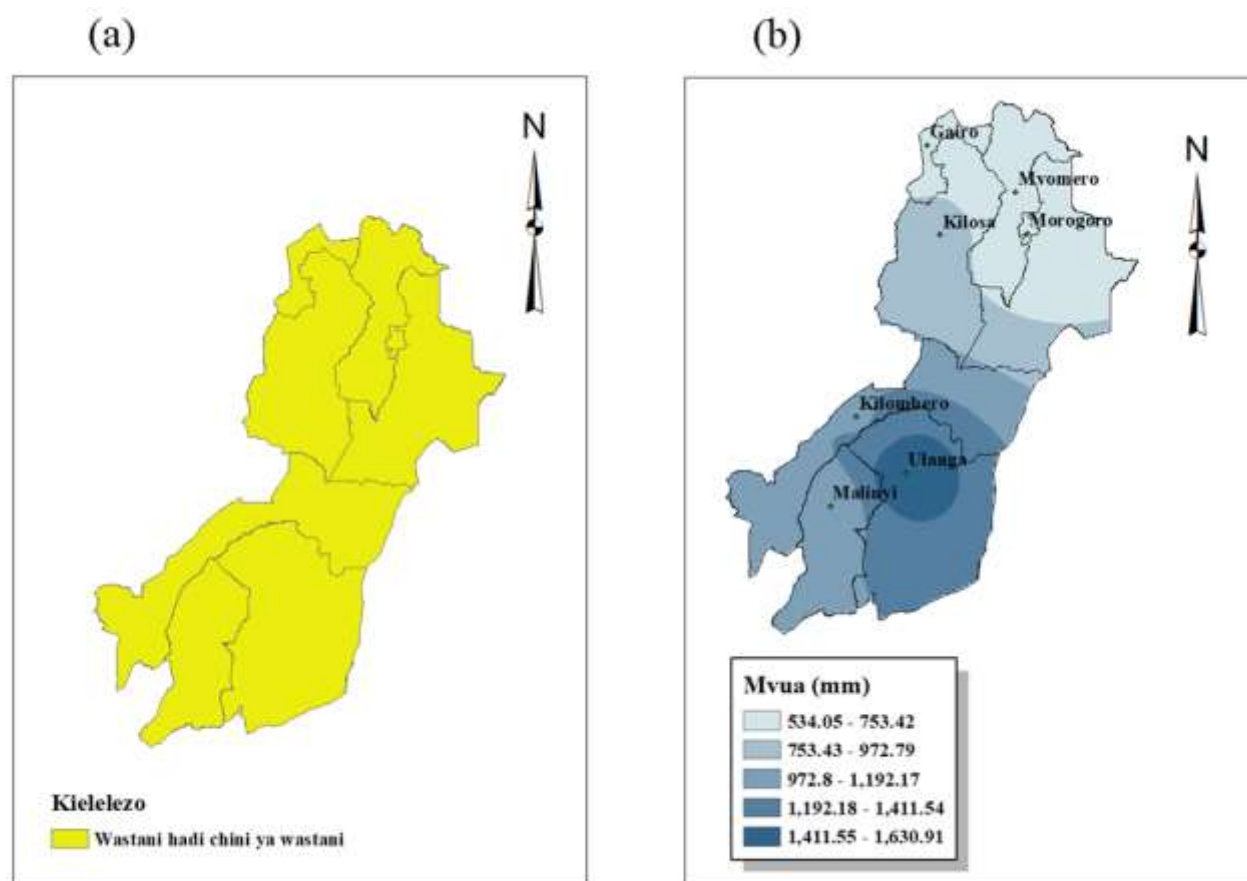 (a)
(b)
N
Kielelezo
Wastani hadi chini ya wastani
N
Gairo
Mvomero
Kilosa
Morogoro
Kilombero
Ulanga
Malinyi
Mvua (mm)
534.05 - 753.42
753.43 - 972.79
972.8 - 1,192.17
1,192.18 - 1,411.54
1,411.55 - 1,630.91